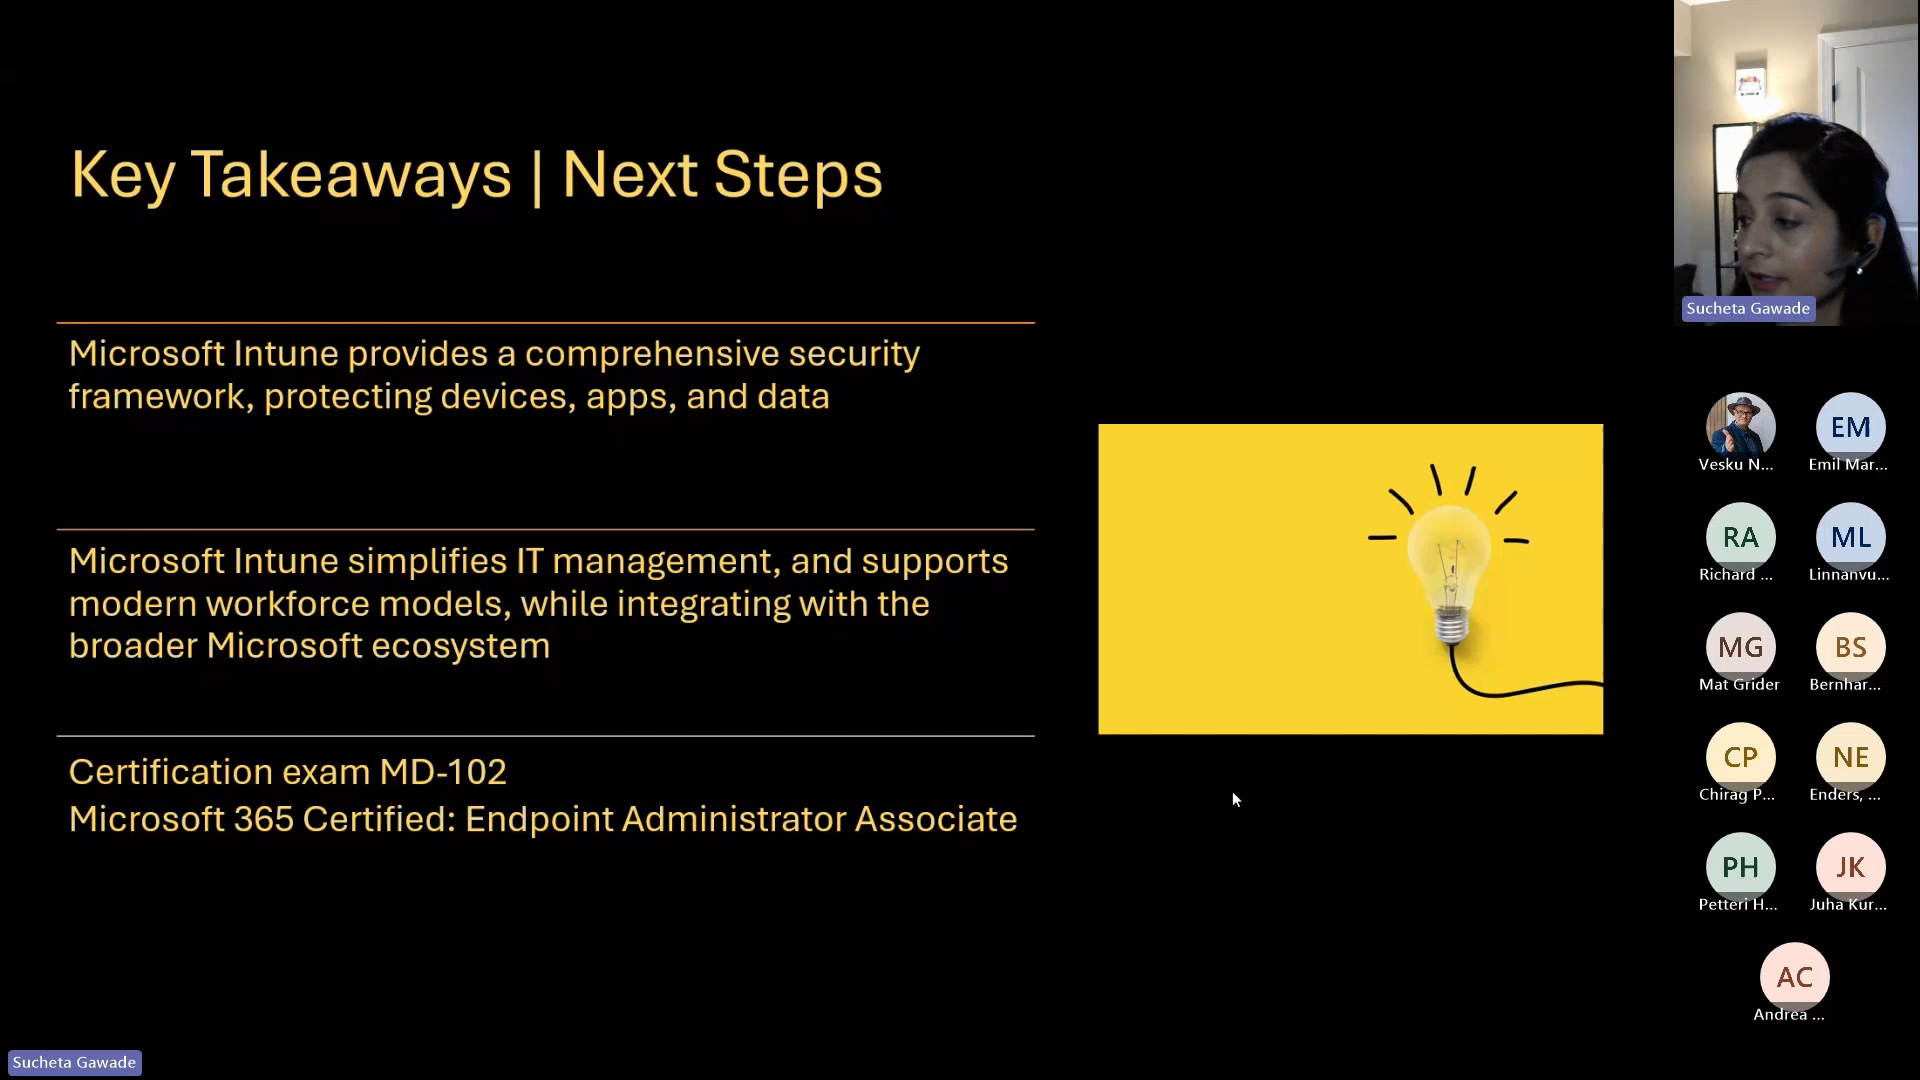 Key Takeaways | Next Steps
Microsoft Intune provides a comprehensive security
framework, protecting devices, apps, and data
Microsoft Intune simplifies IT management, and supports
modern workforce models, while integrating with the
broader Microsoft ecosystem
Certification exam MD-102
Microsoft 365 Certified: Endpoint Administrator Associate
Sucheta Gawade
Vesku N...
EM
Emil Mar...
RA
Richard ...
ML
Linnanvu...
MG
Mat Grider
BS
Bernhar...
CP
Chirag P...
NE
Enders, ...
PH
Petteri H...
JK
Juha Kur...
AC
Andrea ...
Sucheta Gawade